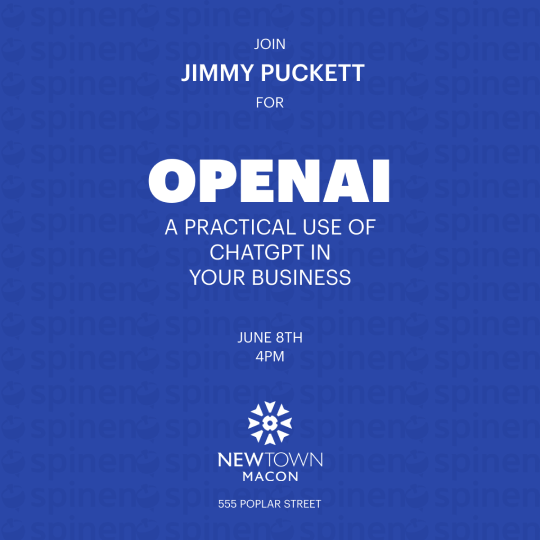 JOIN
JIMMY PUCKETT
FOR
OPENAI
A PRACTICAL USE OF
CHATGPT IN
YOUR BUSINESS
JUNE 8TH
4PM
NEWTOWN
MACON
555 POPLAR STREET